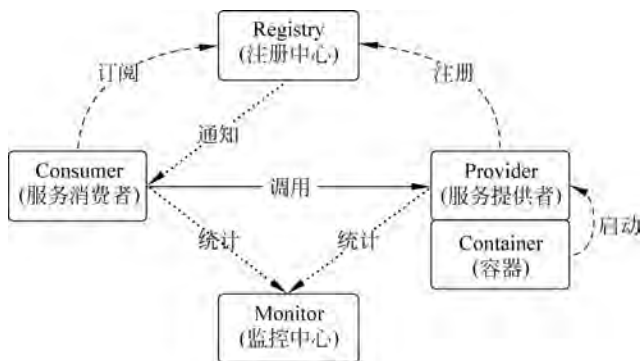 Registry
(注册中心)
订阅
注册
通知
Consumer
(服务消费者)
调用
Provider
(服务提供者)
统计
统计
Container
(容器)
启动
Monitor
(监控中心)